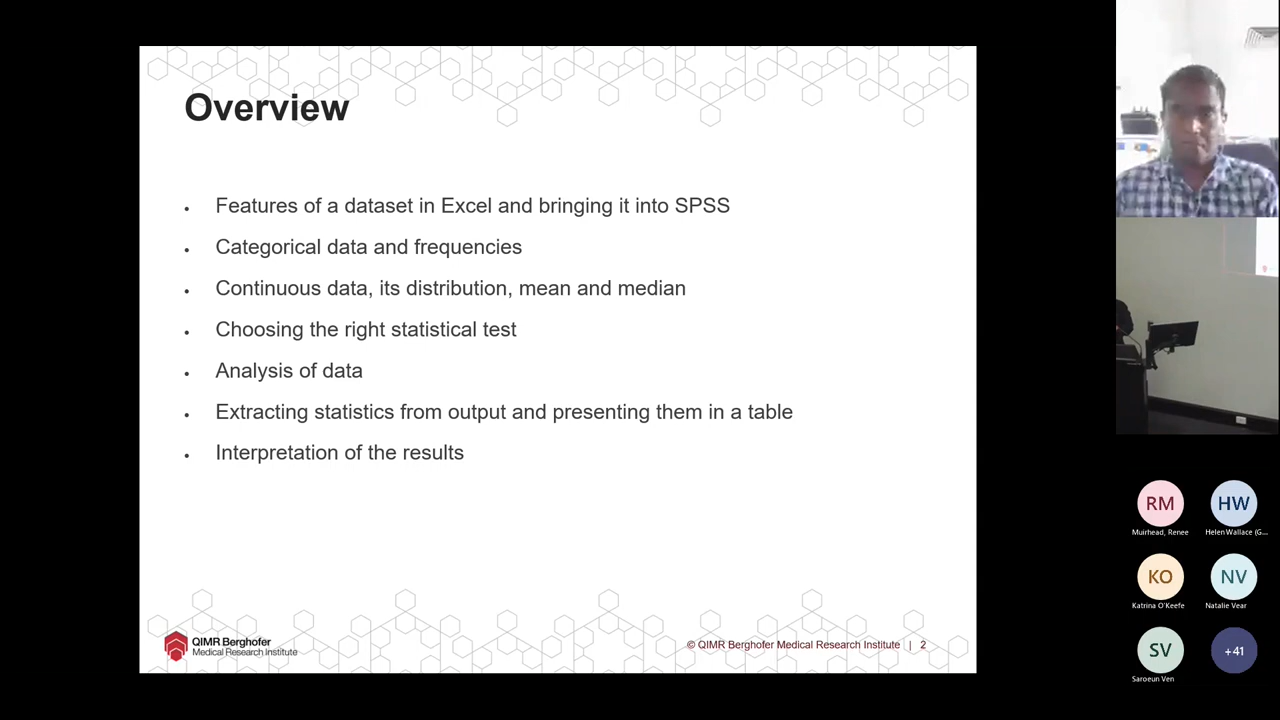 Overview
• Features of a dataset in Excel and bringing it into SPSS
• Categorical data and frequencies
• Continuous data, its distribution, mean and median
• Choosing the right statistical test
• Analysis of data
• Extracting statistics from output and presenting them in a table
• Interpretation of the results
QIMR Berghofer
Medical Research Institute
© QIMR Berghofer Medical Research Institute | 2
RM
HW
Muirhead, Renee
Helen Wallace (G...
KO
NV
Katrina O'Keefe
Natalie Vear
SV
+41
Saroeun Ven